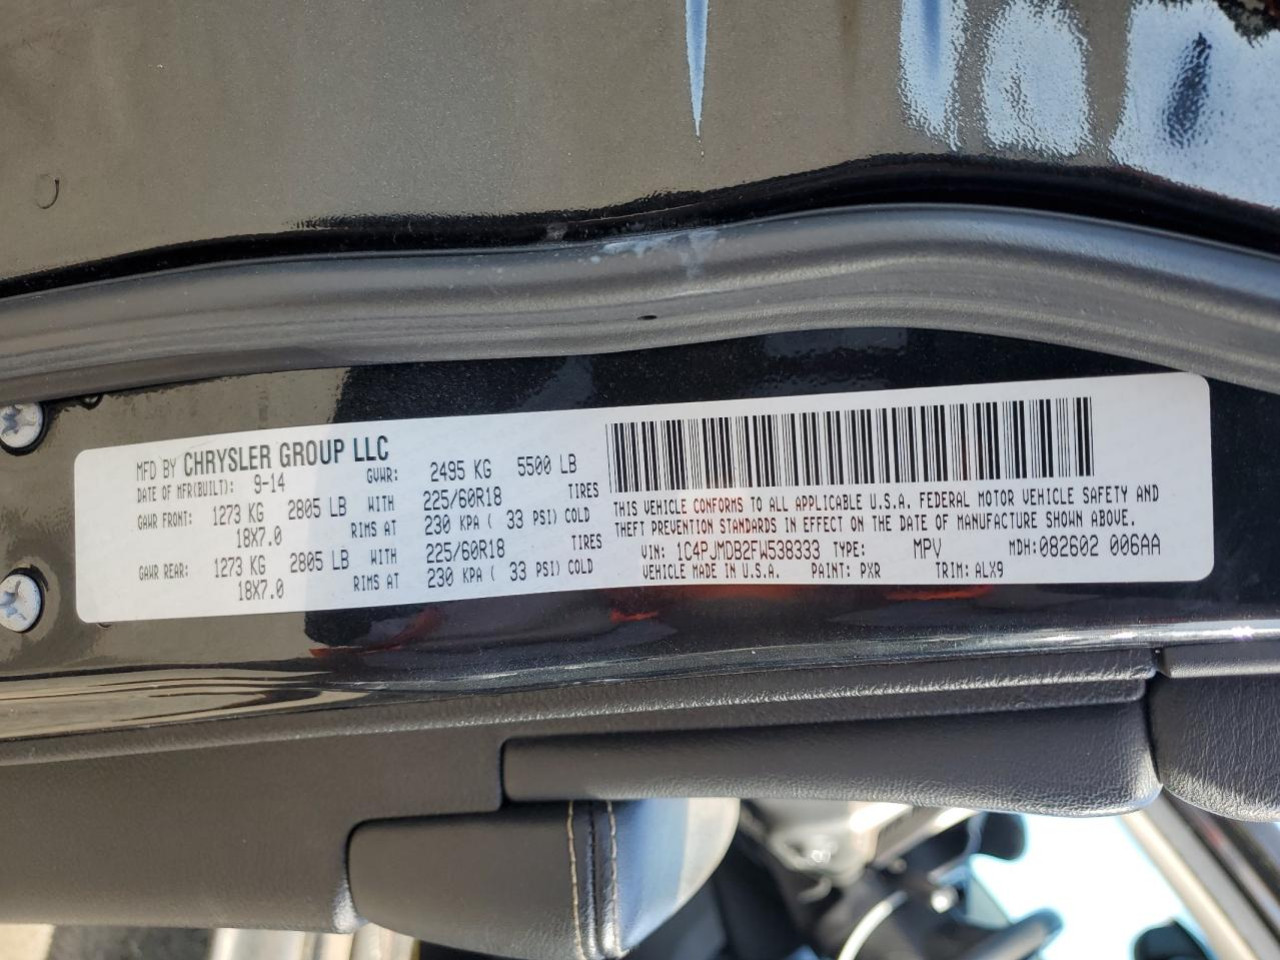 MFD BY CHRYSLER GROUP LLC
DATE OF MFR(BUILT): 9-14 GVWR: 2495 KG 5500 LB
GAWR FRONT: 1273 KG 2805 LB WITH 225/60R18 TIRES
18X7.0 RIMS AT 230 KPA ( 33 PSI) COLD
GAWR REAR: 1273 KG 2805 LB WITH 225/60R18 TIRES
18X7.0 RIMS AT 230 KPA ( 33 PSI) COLD
THIS VEHICLE CONFORMS TO ALL APPLICABLE U.S.A. FEDERAL MOTOR VEHICLE SAFETY AND
THEFT PREVENTION STANDARDS IN EFFECT ON THE DATE OF MANUFACTURE SHOWN ABOVE.
VIN: 1C4PJMDB2FW538333 TYPE: MPV MDH:082602 006AA
VEHICLE MADE IN U.S.A. PAINT: PXR TRIM: ALX9